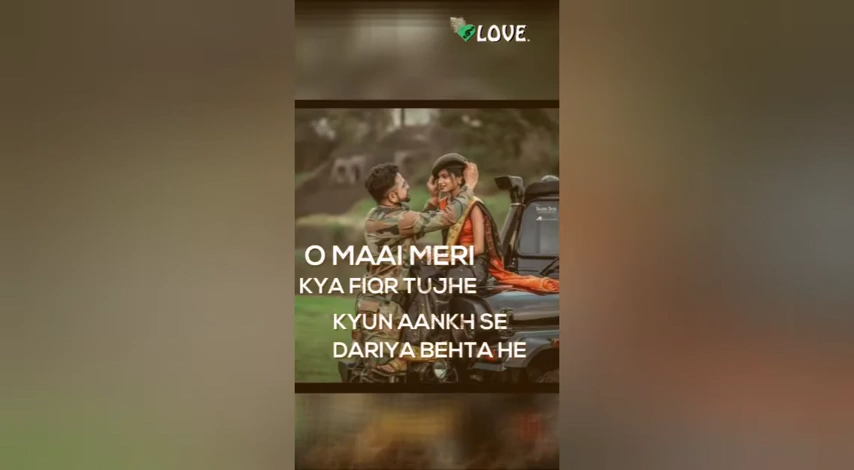 LOVE.
O MAAI MERI
KYA FIQR TUJHE
KYUN AANKH SE
DARIYA BEHTA HE